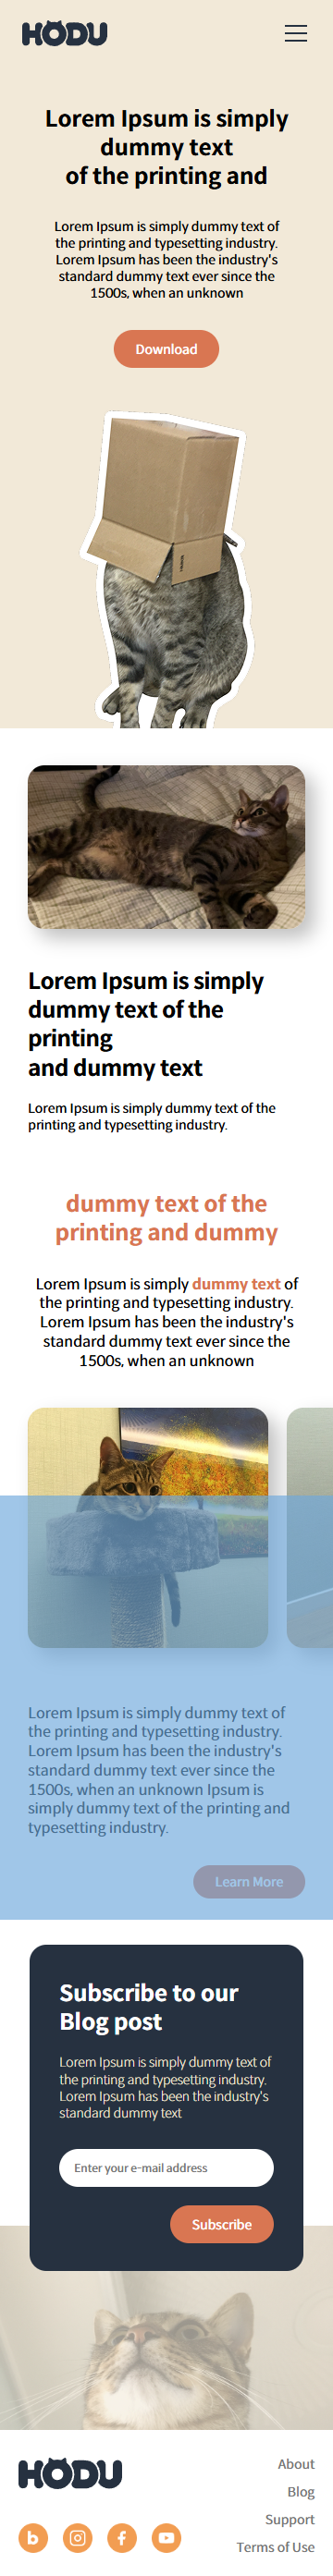 HODU
Lorem Ipsum is simply
dummy text
of the printing and
Lorem Ipsum is simply dummy text of
the printing and typesetting industry.
Lorem Ipsum has been the industry's
standard dummy text ever since the
1500s, when an unknown
Download
Lorem Ipsum is simply
dummy text of the
printing
and dummy text
Lorem Ipsum is simply dummy text of the
printing and typesetting industry.
dummy text of the
printing and dummy
Lorem Ipsum is simply dummy text of
the printing and typesetting industry.
Lorem Ipsum has been the industry's
standard dummy text ever since the
1500s, when an unknown
Lorem Ipsum is simply dummy text of
the printing and typesetting industry.
Lorem Ipsum has been the industry's
standard dummy text ever since the
1500s, when an unknown Ipsum is
simply dummy text of the printing and
typesetting industry.
Learn More
Subscribe to our
Blog post
Lorem Ipsum is simply dummy text of
the printing and typesetting industry.
Lorem Ipsum has been the industry's
standard dummy text
Enter your e-mail address
Subscribe
HODU
About
Blog
Support
Terms of Use